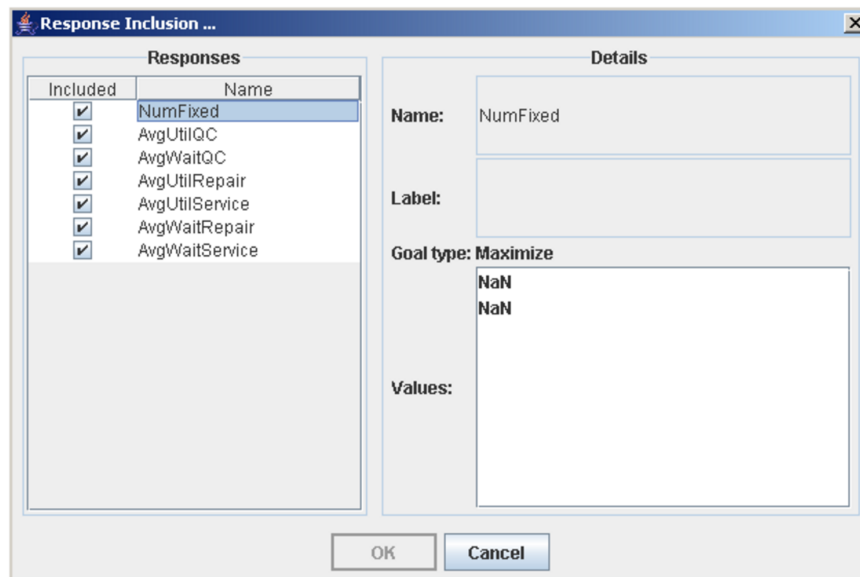 Response Inclusion ...
Responses
Included Name
NumFixed
AvgUtilQC
AvgWaitQC
AvgUtilRepair
AvgUtilService
AvgWaitRepair
AvgWaitService
Details
Name: NumFixed
Label:
Goal type: Maximize
Values:
NaN
NaN
OK Cancel